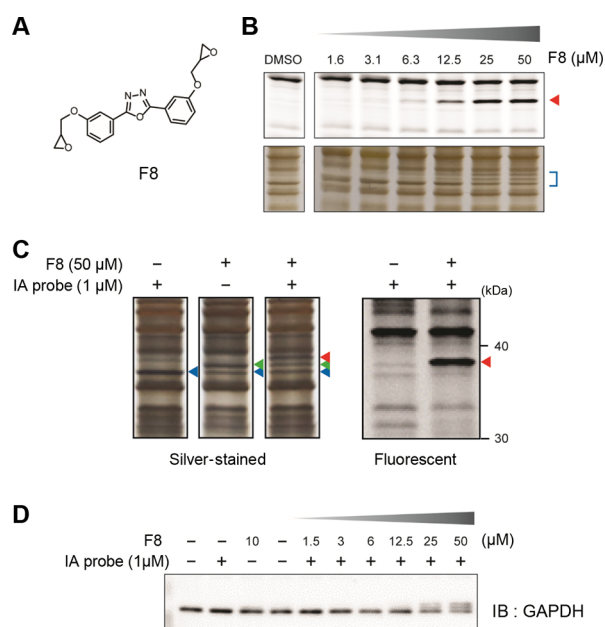 A
O
O
N N
O
O
O
F8
B
DMSO 1.6 3.1 6.3 12.5 25 50 F8 (µM)
C
F8 (50 µM) – + + – +
IA probe (1 µM) + – + + +
(kDa)
40
30
Silver-stained Fluorescent
D
F8 – – 10 – 1.5 3 6 12.5 25 50 (µM)
IA probe (1µM) – + – – + + + + + +
IB : GAPDH